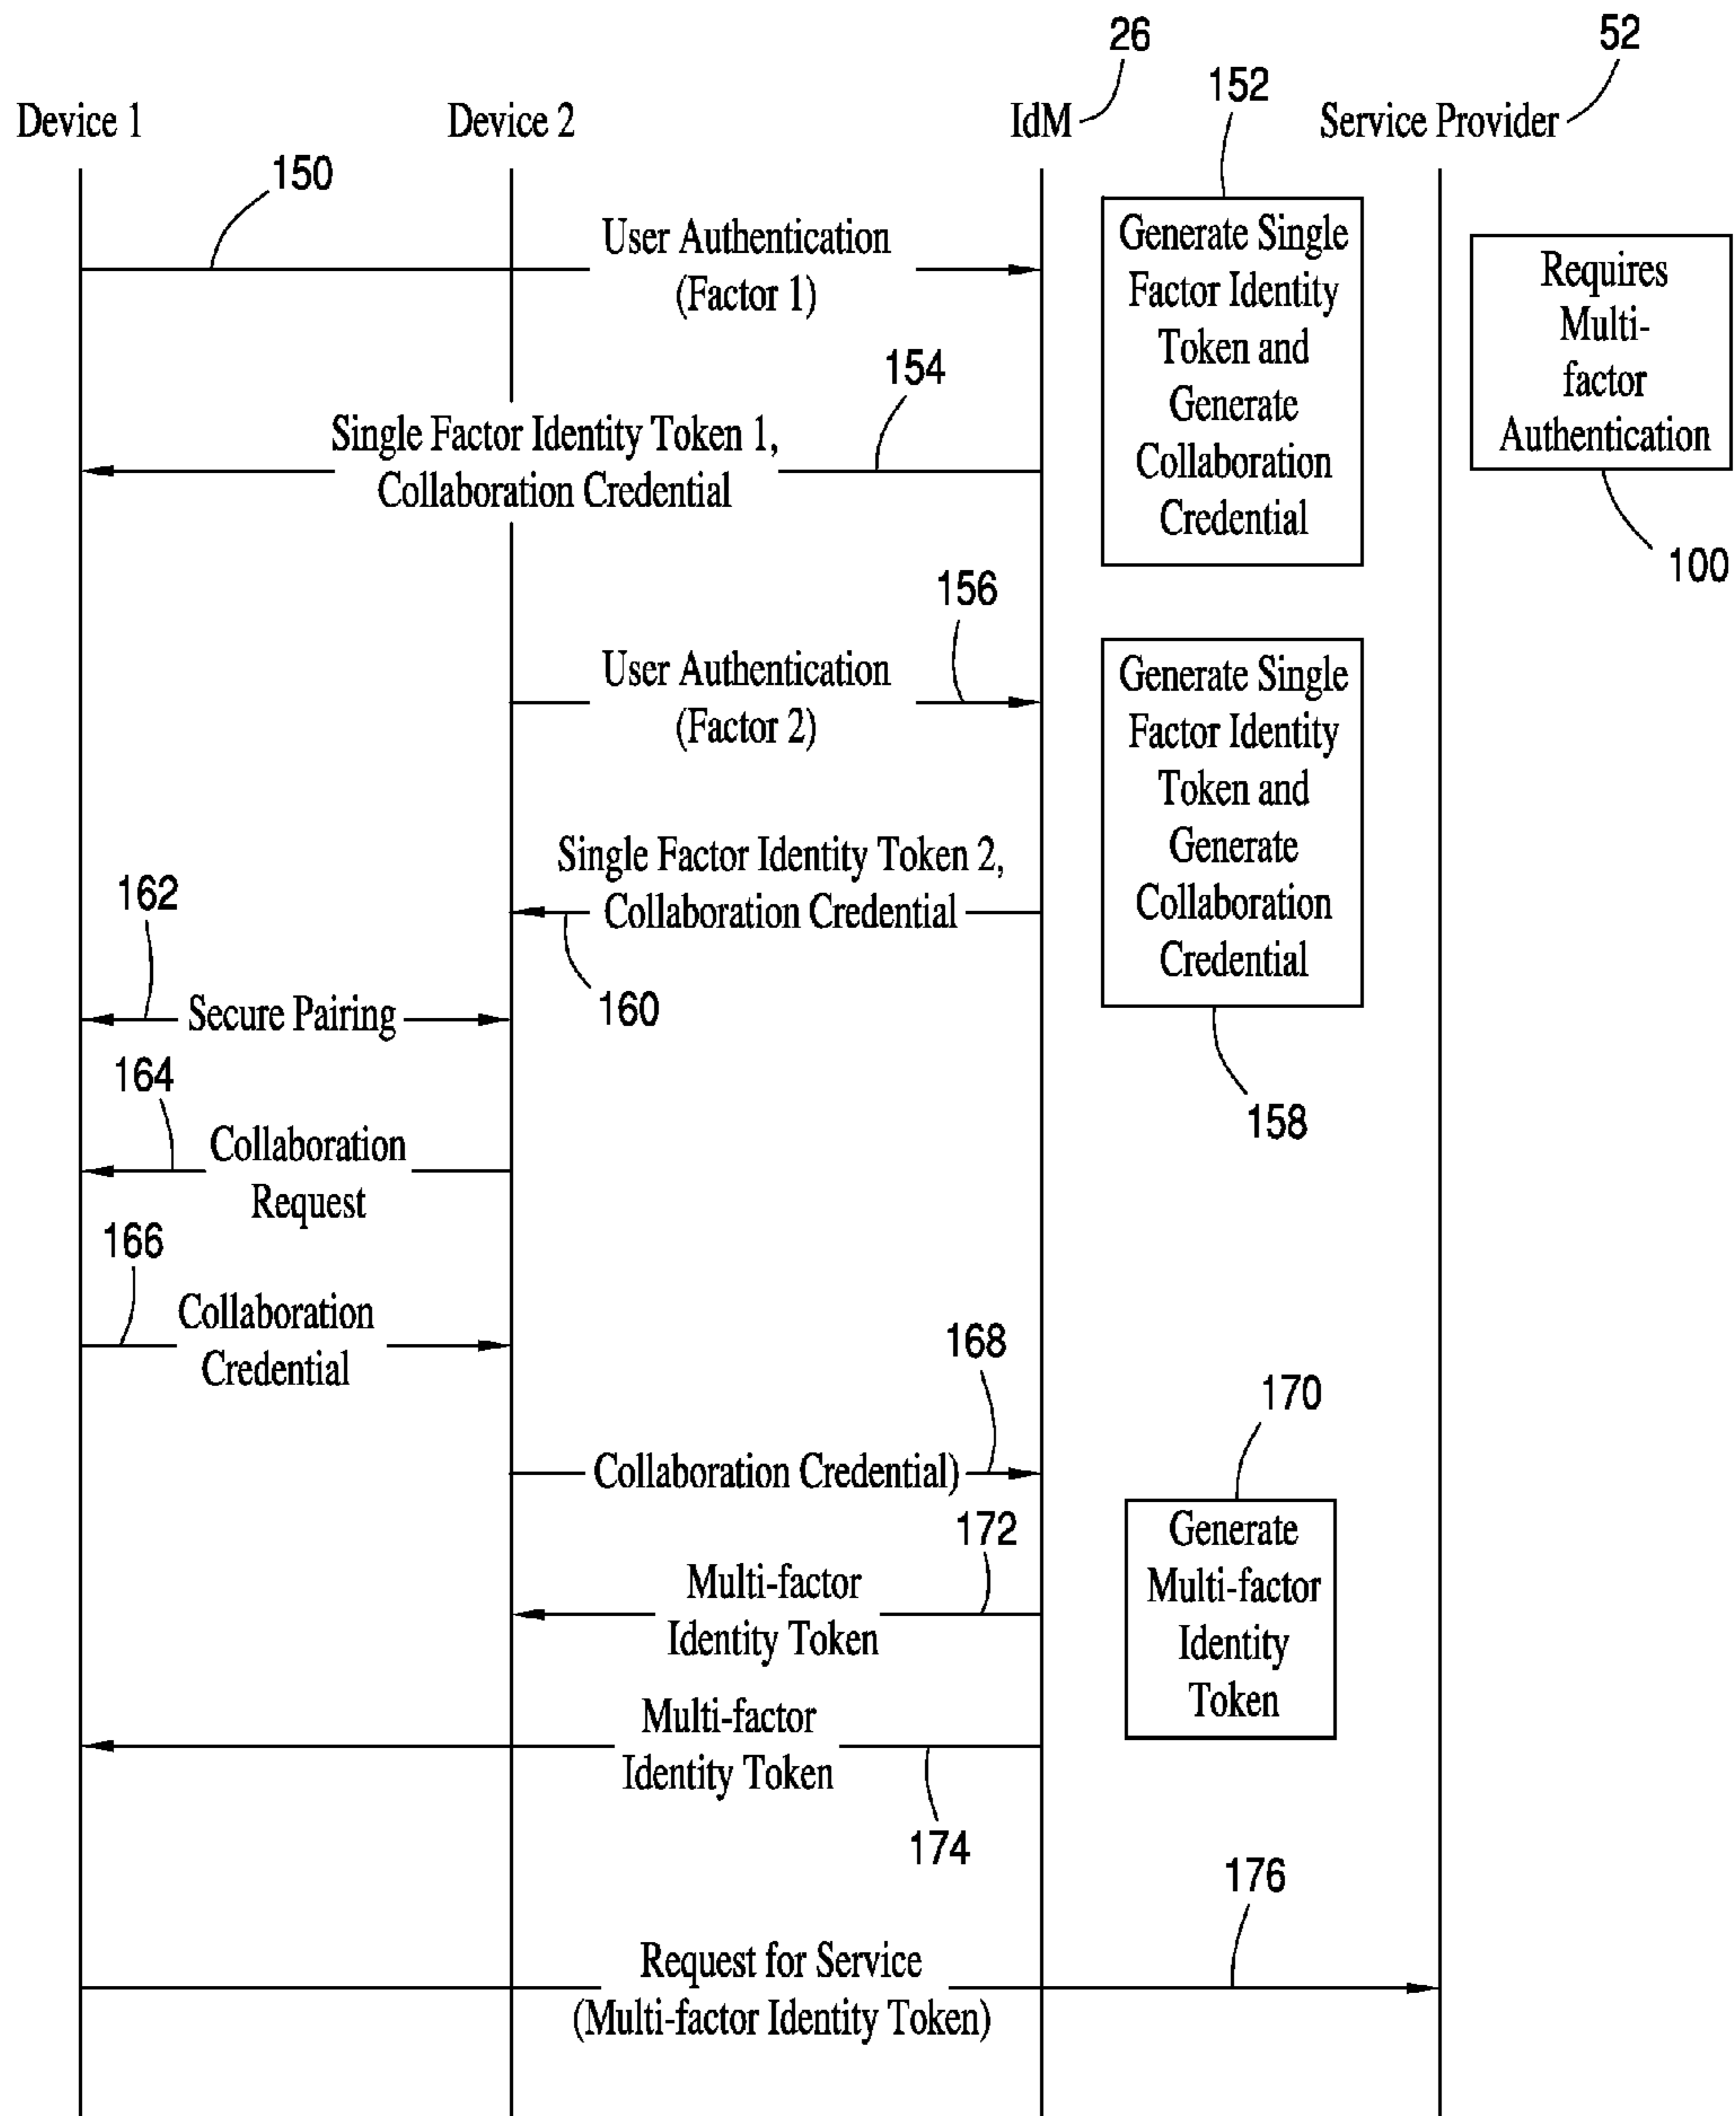 26
52
Device 1
Device 2
IdM
152
Service Provider
150
User Authentication
(Factor 1)
Generate Single
Factor Identity
Token and
Generate
Collaboration
Credential
Requires
Multi-
factor
Authentication
100
154
Single Factor Identity Token 1,
Collaboration Credential
156
User Authentication
(Factor 2)
Generate Single
Factor Identity
Token and
Generate
Collaboration
Credential
158
Single Factor Identity Token 2,
Collaboration Credential
160
162
Secure Pairing
164
Collaboration
Request
166
Collaboration
Credential
168
Collaboration Credential)
170
Generate
Multi-factor
Identity
Token
172
Multi-factor
Identity Token
Multi-factor
Identity Token
174
176
Request for Service
(Multi-factor Identity Token)